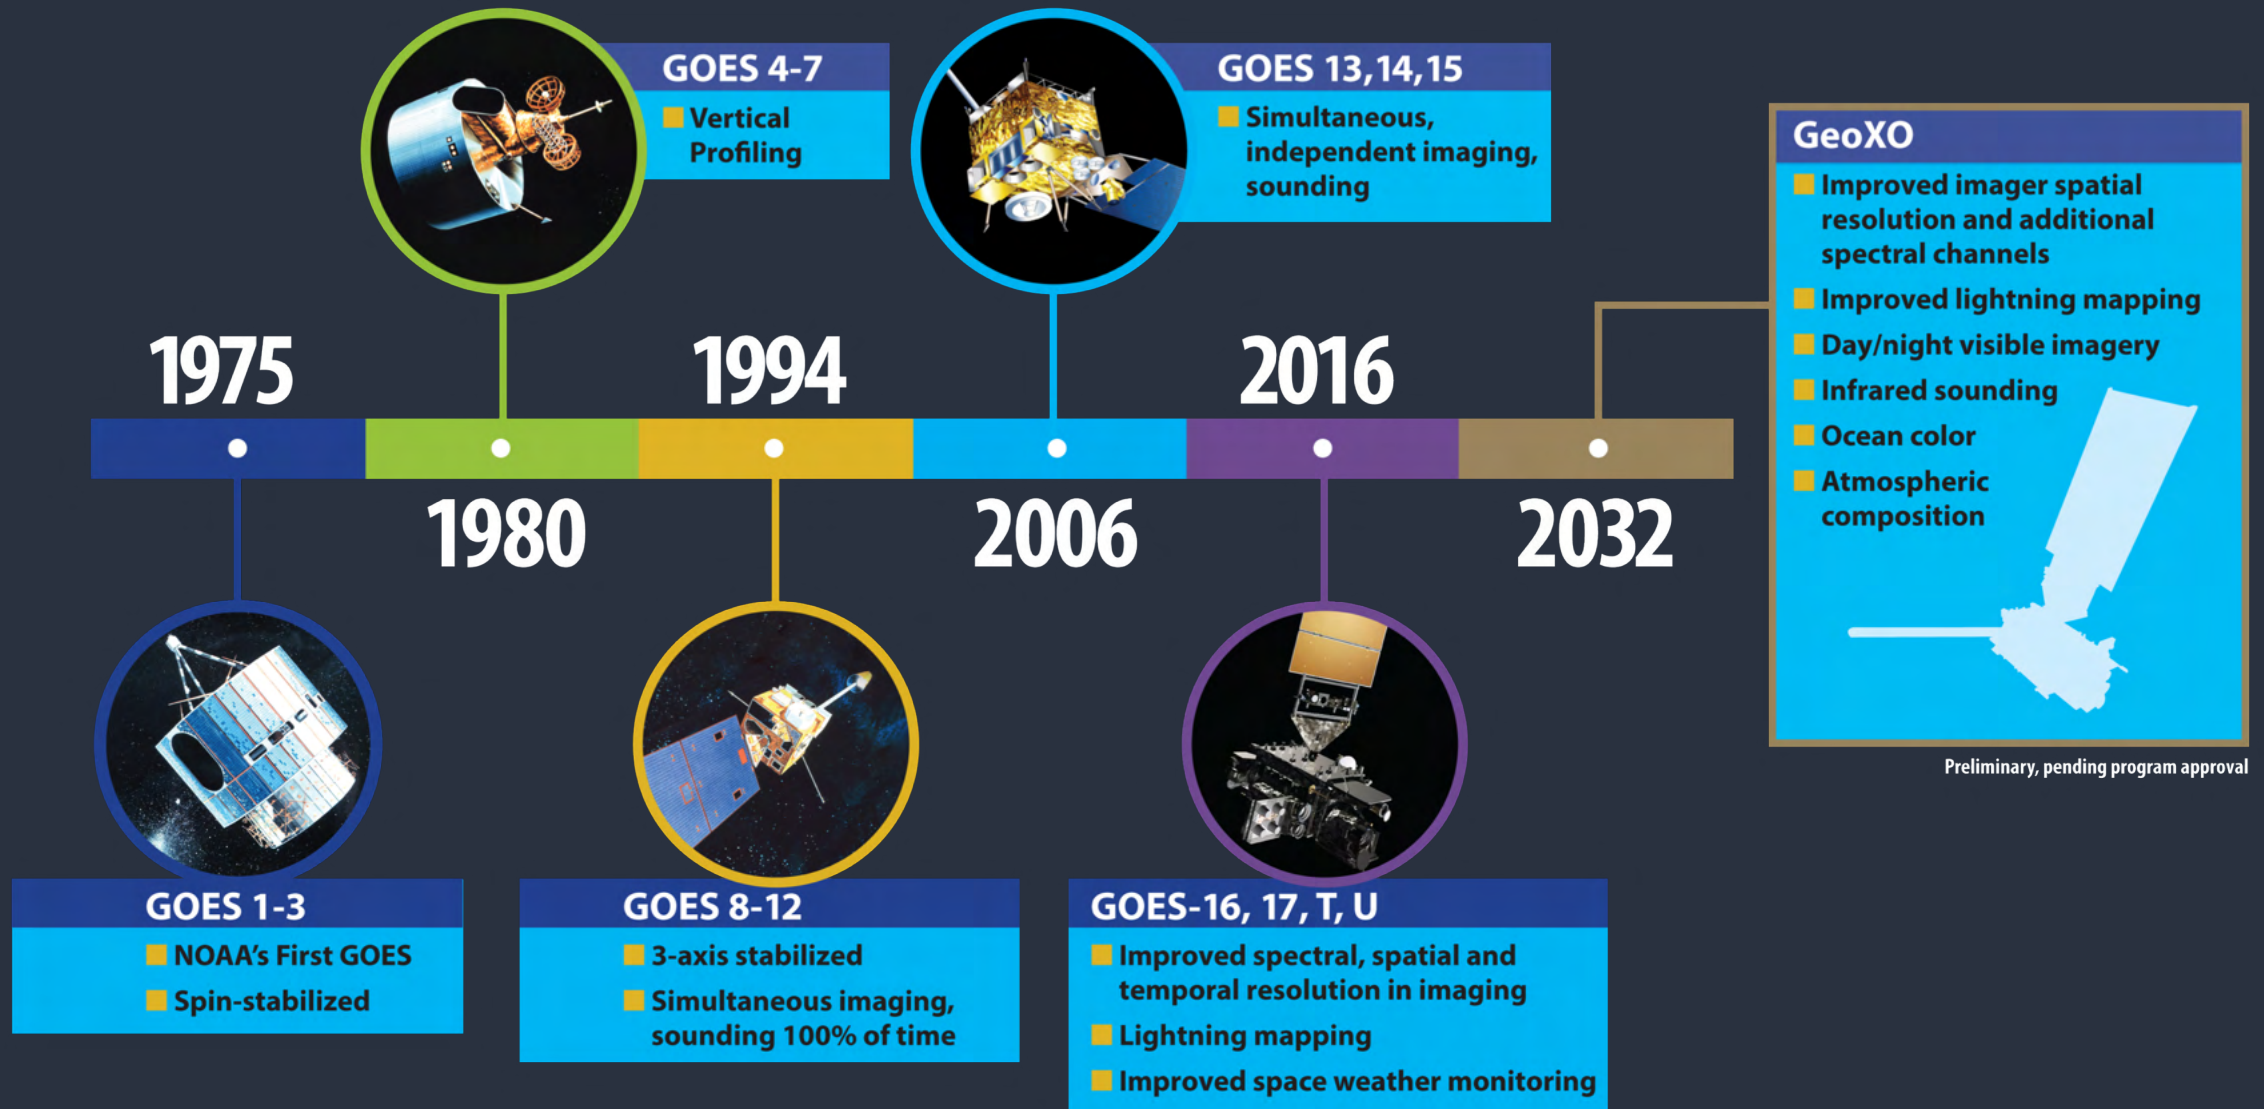 GOES 4-7
Vertical
Profiling
GOES 13,14,15
Simultaneous,
independent imaging,
sounding
GeoXO
Improved imager spatial
resolution and additional
spectral channels
Improved lightning mapping
Day/night visible imagery
Infrared sounding
Ocean color
Atmospheric
composition
Preliminary, pending program approval
1975
1994
2016
1980
2006
2032
GOES 1-3
NOAA's First GOES
Spin-stabilized
GOES 8-12
3-axis stabilized
Simultaneous imaging,
sounding 100% of time
GOES-16, 17, T, U
Improved spectral, spatial and
temporal resolution in imaging
Lightning mapping
Improved space weather monitoring